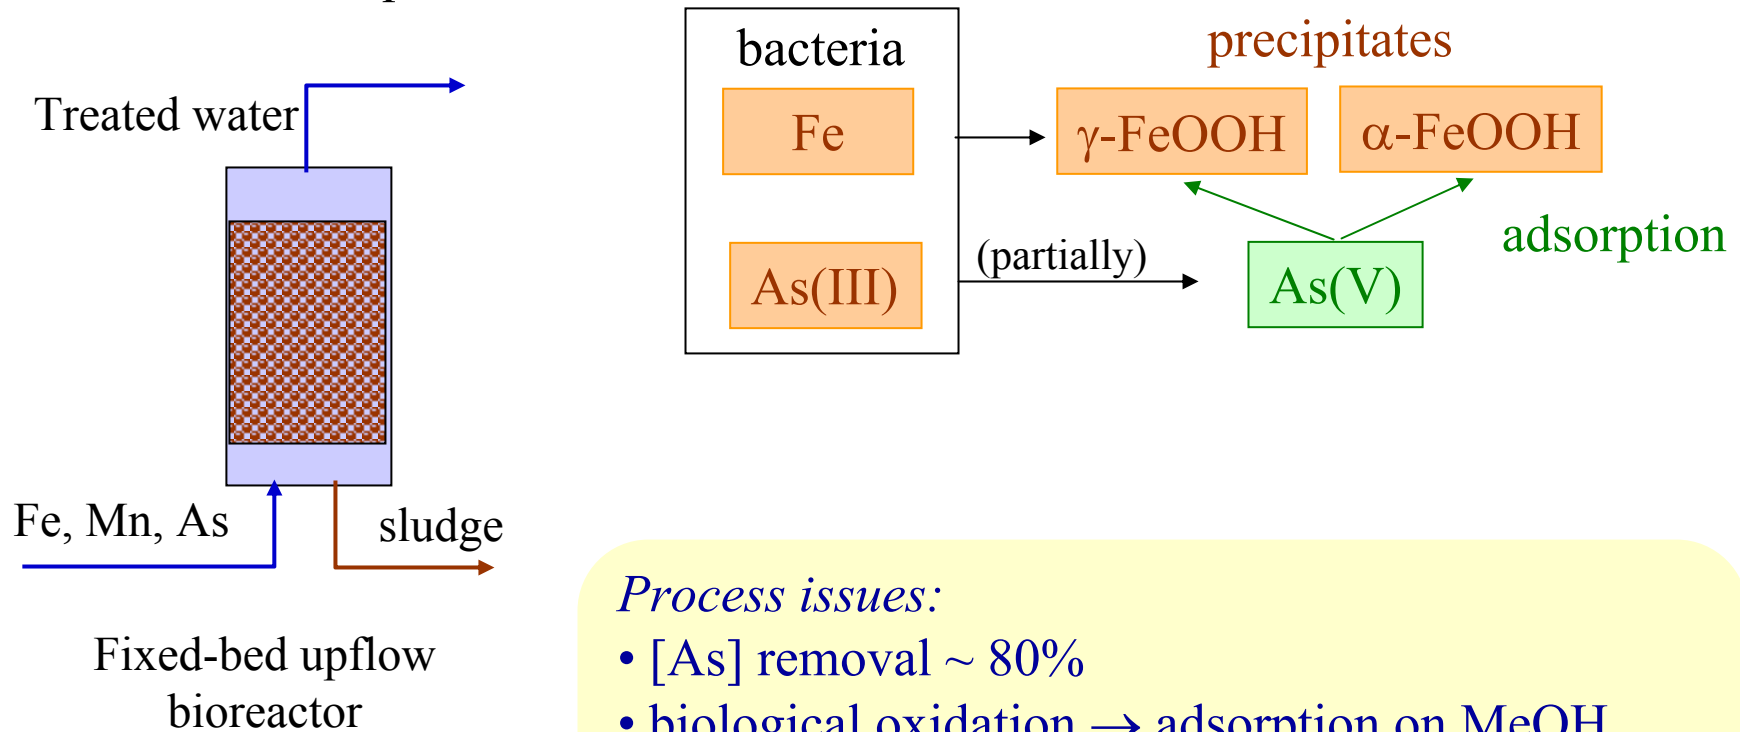 Treated water
Fe, Mn, As
sludge
Fixed-bed upflow
bioreactor
bacteria
Fe
As(III)
(partially)
precipitates
γ-FeOOH
α-FeOOH
As(V)
adsorption
Process issues:
• [As] removal ~ 80%
• biological oxidation → adsorption on MeOH